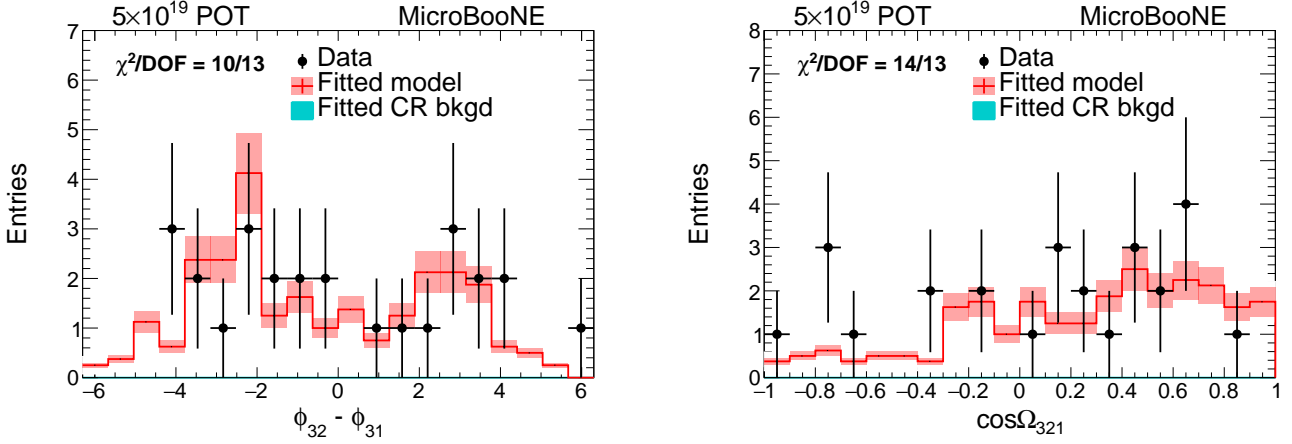 5×10¹⁹ POT MicroBooNE
χ²/DOF = 10/13
Data
Fitted model
Fitted CR bkgd
Entries
0 1 2 3 4 5 6 7
−6 −4 −2 0 2 4 6
ϕ₃₂ - ϕ₃₁
5×10¹⁹ POT MicroBooNE
χ²/DOF = 14/13
Data
Fitted model
Fitted CR bkgd
Entries
0 1 2 3 4 5 6 7 8
−1 −0.8 −0.6 −0.4 −0.2 0 0.2 0.4 0.6 0.8 1
cosΩ₃₂₁